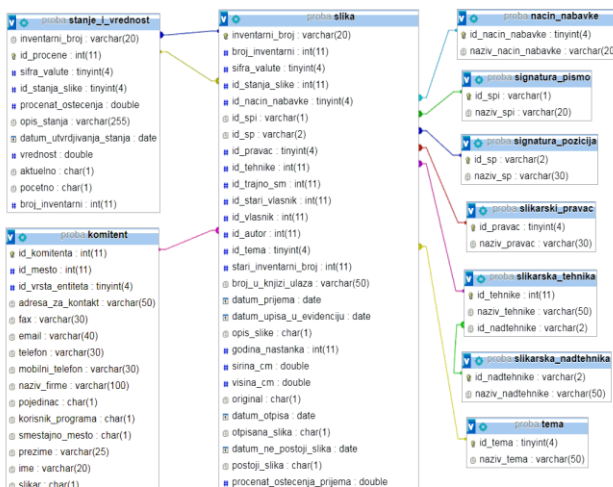 proba stanje_i_vrednost
inventarni_broj : varchar(20)
id_procene : int(11)
sifra_valute : tinyint(4)
id_stanja_slike : tinyint(4)
procenat_ostecenja : double
opis_stanja : varchar(255)
datum_utvrdjivanja_stanja : date
vrednost : double
aktuelno : char(1)
pocetno : char(1)
broj_inventarni : int(11)
proba komitent
id_komitenta : int(11)
id_mesto : int(11)
id_vrsta_entiteta : tinyint(4)
adresa_za_kontakt : varchar(50)
fax : varchar(30)
email : varchar(40)
telefon : varchar(30)
mobilni_telefon : varchar(30)
naziv_firme : varchar(100)
pojedinac : char(1)
korisnik_programa : char(1)
smestajno_mesto : char(1)
prezime : varchar(25)
ime : varchar(20)
slikar : char(1)
proba slika
inventarni_broj : varchar(20)
broj_inventarni : int(11)
sifra_valute : tinyint(4)
id_stanja_slike : int(11)
id_nacin_nabavke : tinyint(4)
id_spi : varchar(1)
id_sp : varchar(2)
id_pravac : tinyint(4)
id_tehnike : int(11)
id_trajno_sm : int(11)
id_stari_vlasnik : int(11)
id_vlasnik : int(11)
id_autor : int(11)
id_tema : tinyint(4)
stari_inventarni_broj : int(11)
broj_u_knjizi_ulaza : varchar(50)
datum_prijema : date
datum_upisa_u_evidenciju : date
opis_slike : char(1)
godina_nastanka : int(11)
sirina_cm : double
visina_cm : double
original : char(1)
datum_otpisa : date
otpisana_slika : char(1)
datum_ne_postoji_slika : date
postoji_slika : char(1)
procenat_ostecenja_prijema : double
proba nacin_nabavke
id_nacin_nabavke : tinyint(4)
naziv_nacin_nabavke : varchar(20
proba signatura_pismo
id_spi : varchar(1)
naziv_spi : varchar(20)
proba signatura_pozicija
id_sp : varchar(2)
naziv_sp : varchar(30)
proba slikarski_pravac
id_pravac : tinyint(4)
naziv_pravac : varchar(30)
proba slikarska_tehnika
id_tehnike : int(11)
naziv_tehnike : varchar(50)
id_nadtehnike : varchar(2)
proba slikarska_nadtehnika
id_nadtehnike : varchar(2)
naziv_nadtehnike : varchar(50)
proba tema
id_tema : tinyint(4)
naziv_tema : varchar(50)